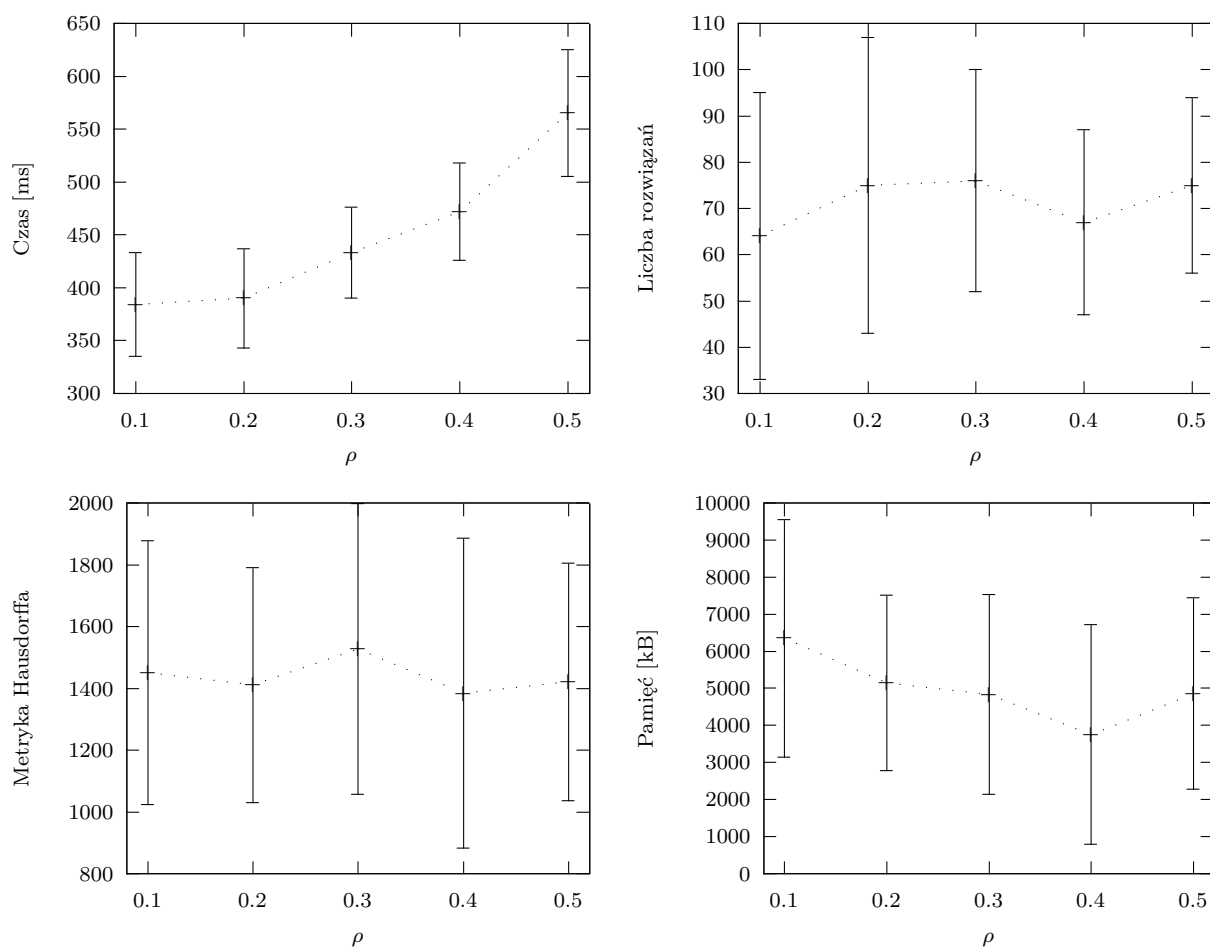 650
600
550
500
450
400
350
300
Czas [ms]
0.1 0.2 0.3 0.4 0.5
ρ
110
100
90
80
70
60
50
40
30
Liczba rozwiązań
0.1 0.2 0.3 0.4 0.5
ρ
2000
1800
1600
1400
1200
1000
800
Metryka Hausdorffa
0.1 0.2 0.3 0.4 0.5
ρ
10000
9000
8000
7000
6000
5000
4000
3000
2000
1000
0
Pamięć [kB]
0.1 0.2 0.3 0.4 0.5
ρ